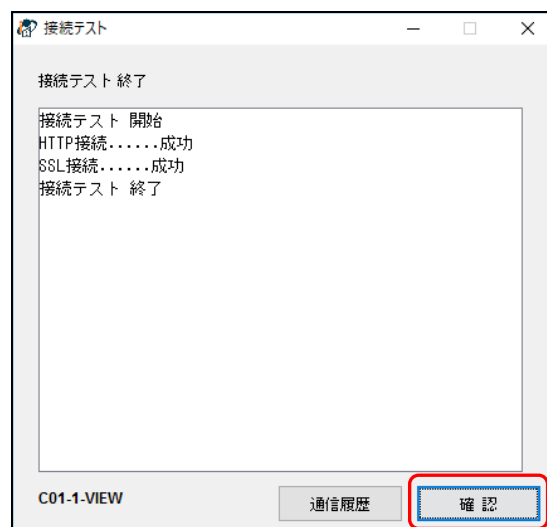 接続テスト
接続テスト 終了
接続テスト 開始
HTTP接続......成功
SSL接続......成功
接続テスト 終了
C01-1-VIEW
通信履歴
確 認